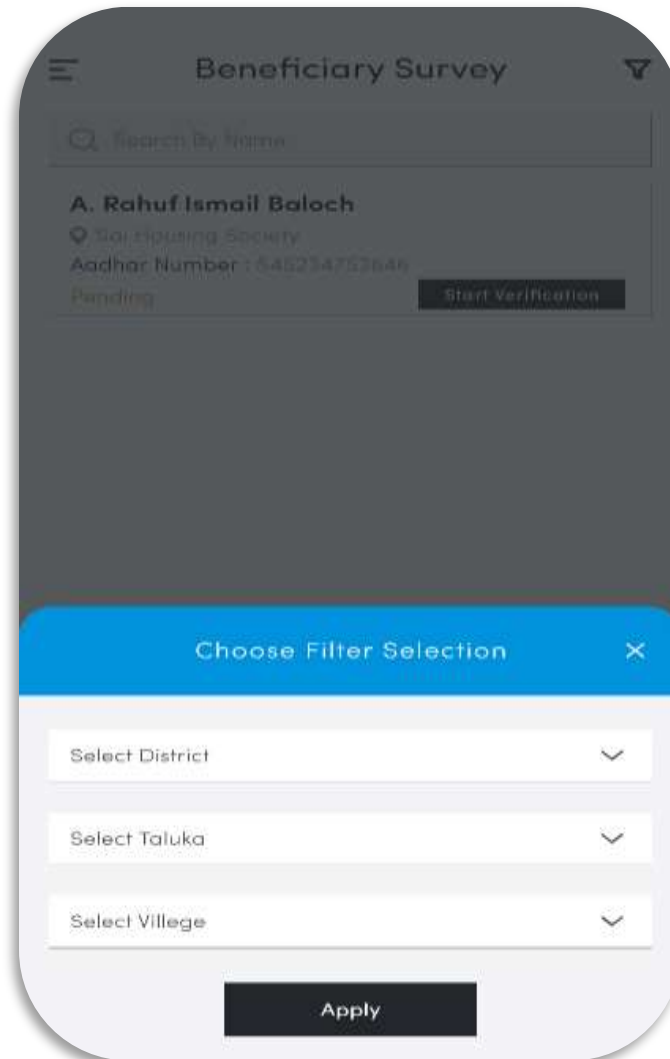 Beneficiary Survey
Search By Name
A. Rahuf Ismail Baloch
Sai Housing Society
Aadhar Number : 545234752646
Pending
Start Verification
Choose Filter Selection
Select District
Select Taluka
Select Villege
Apply